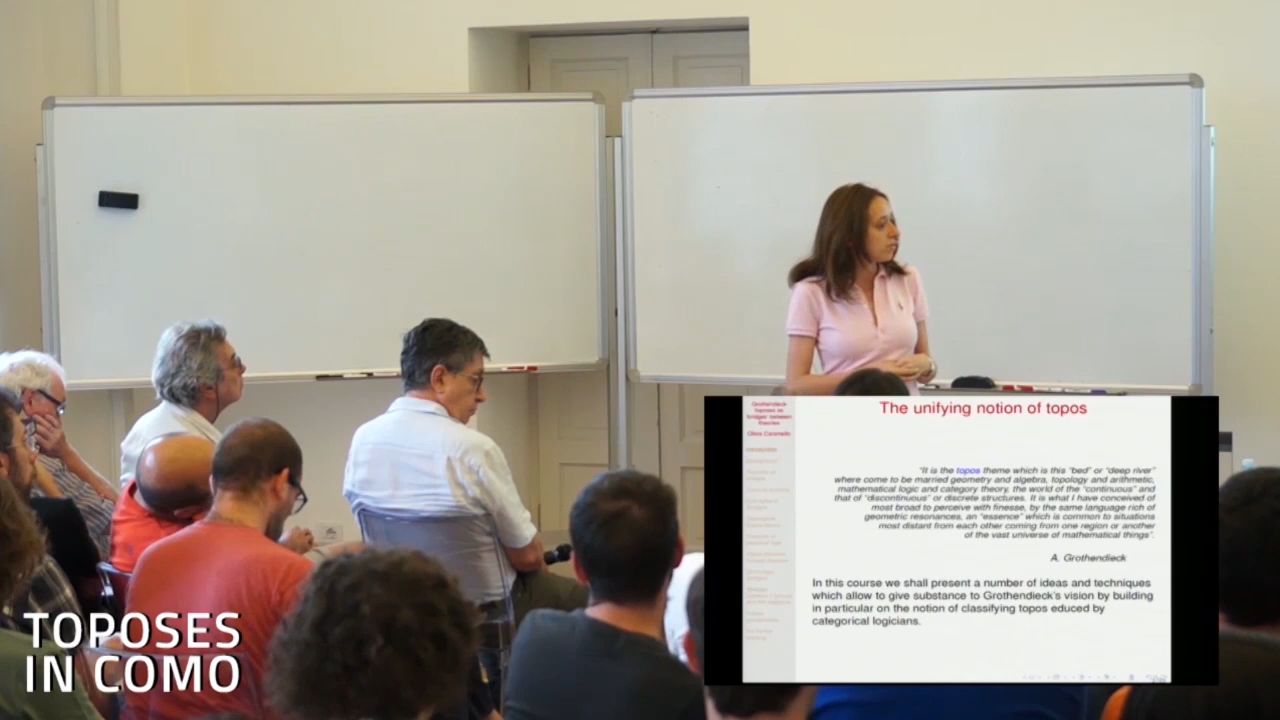 Grothendieck
toposes as
bridges between
theories
Olivia Caramello
The unifying notion of topos
"It is the topos theme which is this "bed" or "deep river"
where come to be married geometry and algebra, topology and arithmetic,
mathematical logic and category theory, the world of the "continuous" and
that of "discontinuous" or discrete structures. It is what I have conceived of
most broad to perceive with finesse, by the same language rich of
geometric resonances, an "essence" which is common to situations
most distant from each other coming from one region or another
of the vast universe of mathematical things".
A. Grothendieck
In this course we shall present a number of ideas and techniques
which allow to give substance to Grothendieck's vision by building
in particular on the notion of classifying topos educed by
categorical logicians.
TOPOSES
IN COMO